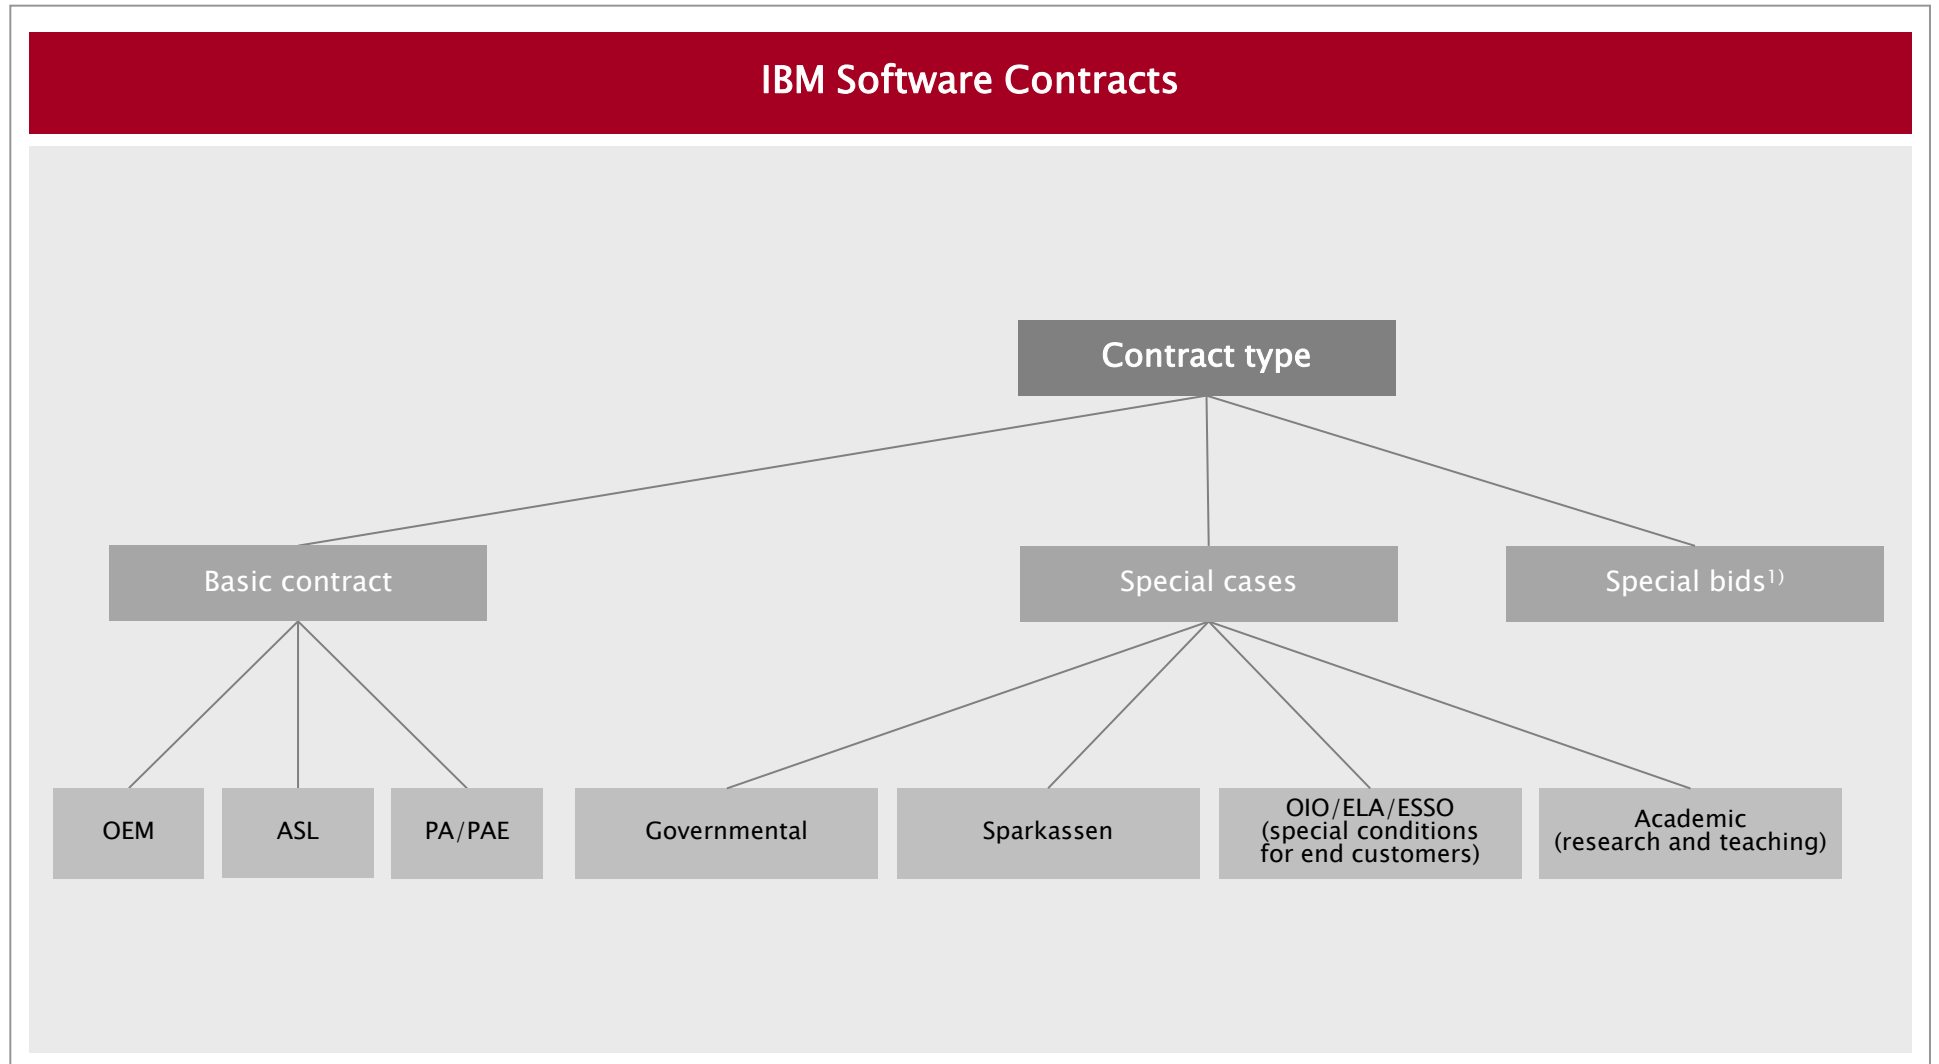 IBM Software Contracts
Contract type
Basic contract
Special cases
Special bids¹⁾
OEM
ASL
PA/PAE
Governmental
Sparkassen
OIO/ELA/ESSO
(special conditions
for end customers)
Academic
(research and teaching)